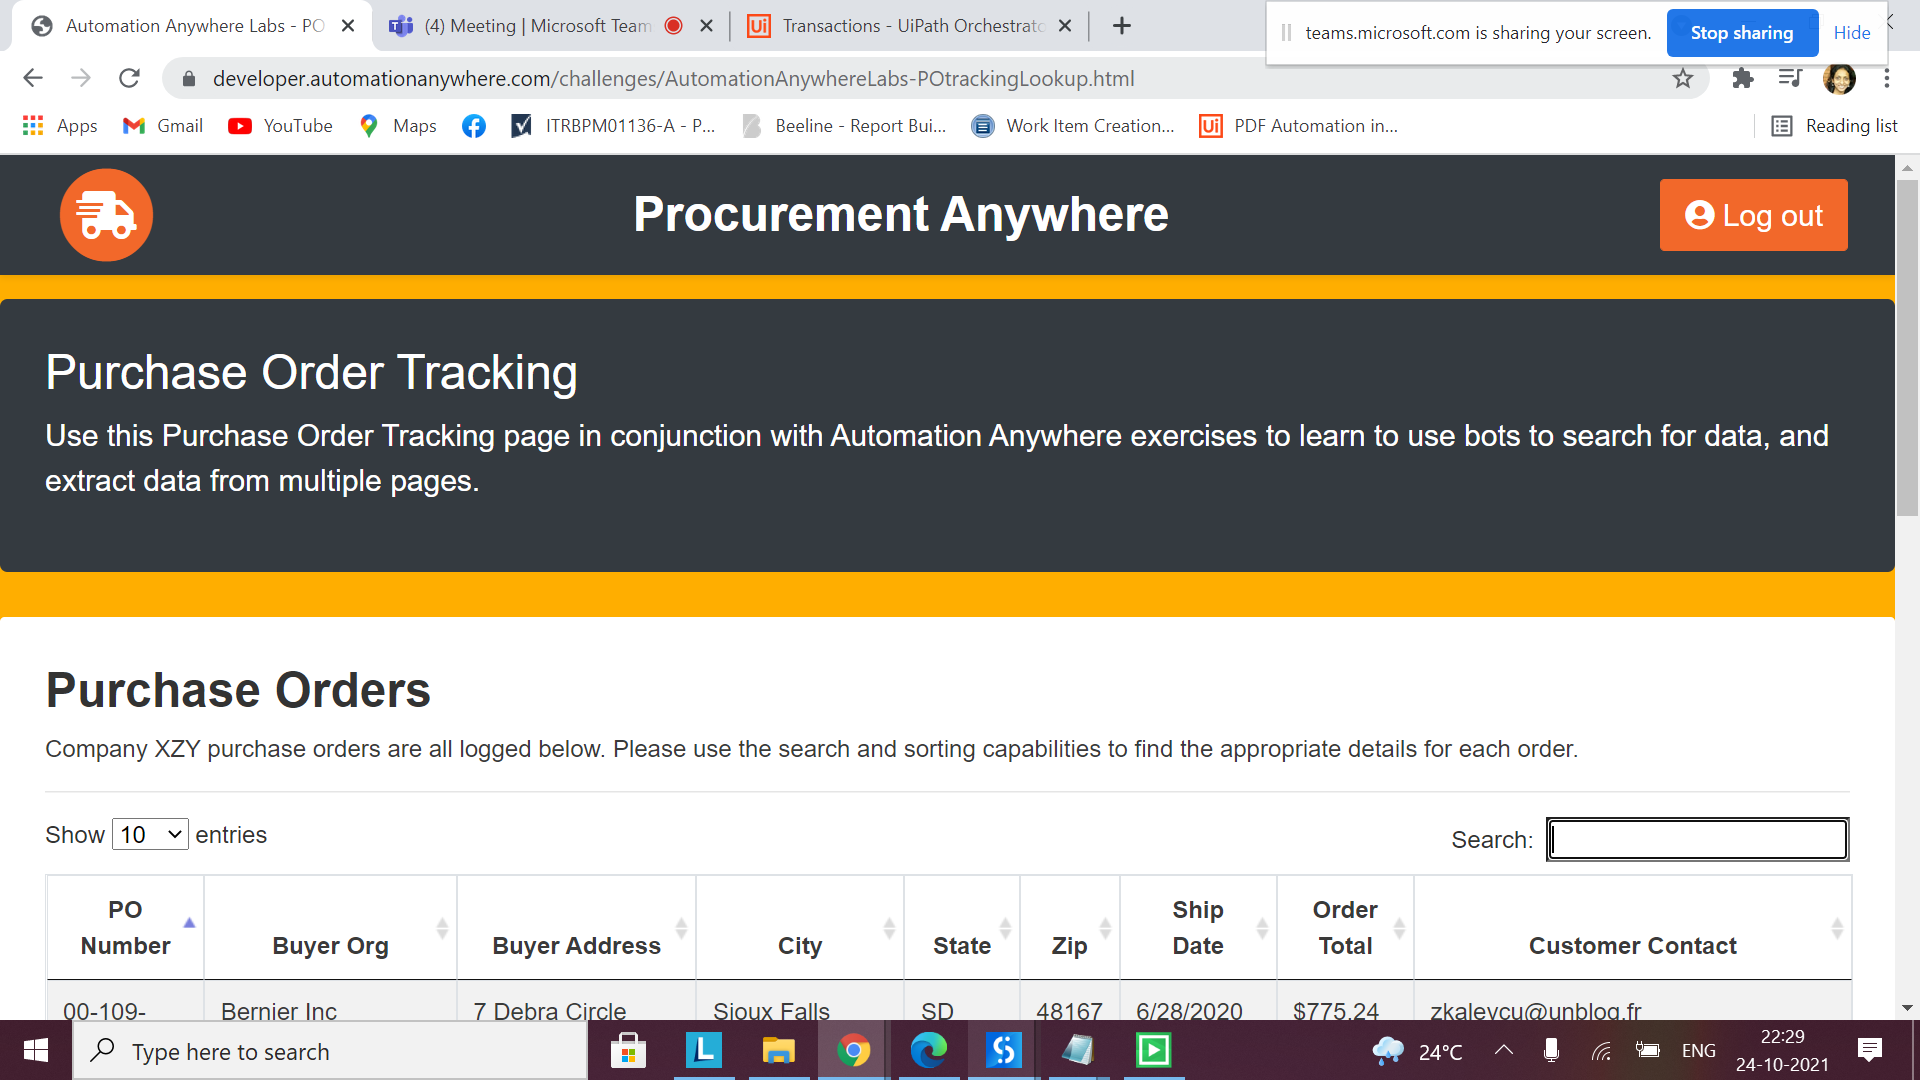 Automation Anywhere Labs - PO
(4) Meeting | Microsoft Team
Transactions - UiPath Orchestrato
teams.microsoft.com is sharing your screen.
Stop sharing
Hide
developer.automationanywhere.com/challenges/AutomationAnywhereLabs-POtrackingLookup.html
Apps
Gmail
YouTube
Maps
ITRBPM01136-A - P...
Beeline - Report Bui...
Work Item Creation...
Ui
PDF Automation in...
Reading list
Procurement Anywhere
Log out
Purchase Order Tracking
Use this Purchase Order Tracking page in conjunction with Automation Anywhere exercises to learn to use bots to search for data, and
extract data from multiple pages.
Purchase Orders
Company XZY purchase orders are all logged below. Please use the search and sorting capabilities to find the appropriate details for each order.
Show 10 entries
Search:
PO Number
Buyer Org
Buyer Address
City
State
Zip
Ship Date
Order Total
Customer Contact
00-109-
Bernier Inc
7 Debra Circle
Sioux Falls
SD
48167
6/28/2020
$775.24
zkaleycu@unblog.fr
Type here to search
24°C
ENG
22:29
24-10-2021